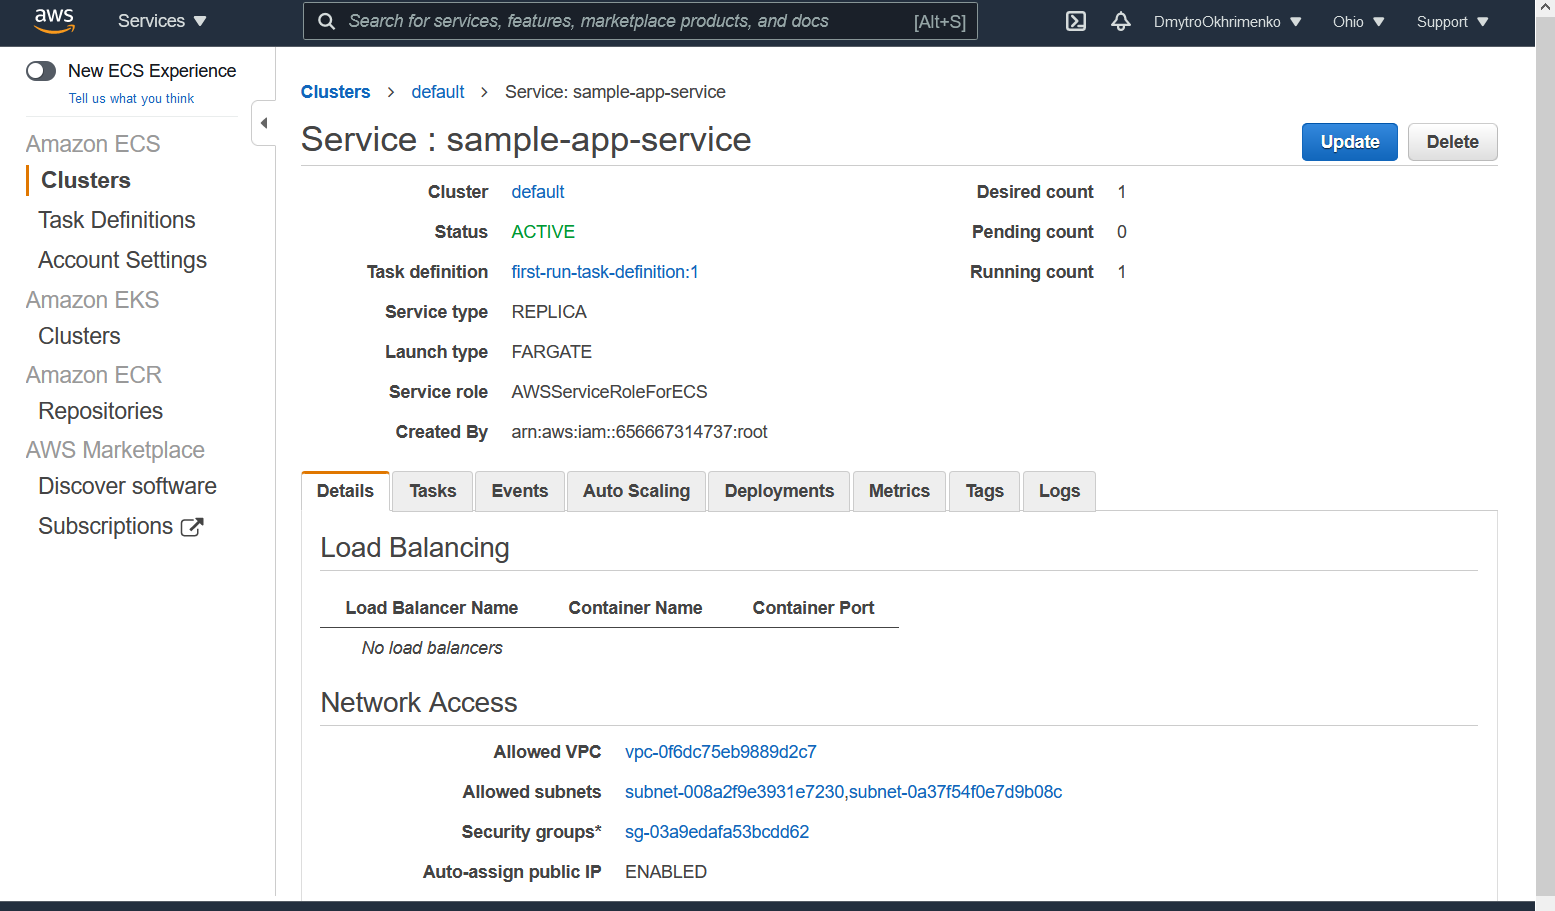 aws Services Search for services, features, marketplace products, and docs [Alt+S] DmytroOkhrimenko Ohio Support
New ECS Experience
Tell us what you think
Amazon ECS
Clusters
Task Definitions
Account Settings
Amazon EKS
Clusters
Amazon ECR
Repositories
AWS Marketplace
Discover software
Subscriptions
Clusters > default > Service: sample-app-service
Service : sample-app-service
Update Delete
Cluster default Desired count 1
Status ACTIVE Pending count 0
Task definition first-run-task-definition:1 Running count 1
Service type REPLICA
Launch type FARGATE
Service role AWSServiceRoleForECS
Created By arn:aws:iam::656667314737:root
Details Tasks Events Auto Scaling Deployments Metrics Tags Logs
Load Balancing
Load Balancer Name Container Name Container Port
No load balancers
Network Access
Allowed VPC vpc-0f6dc75eb9889d2c7
Allowed subnets subnet-008a2f9e3931e7230,subnet-0a37f54f0e7d9b08c
Security groups* sg-03a9edafa53bcdd62
Auto-assign public IP ENABLED